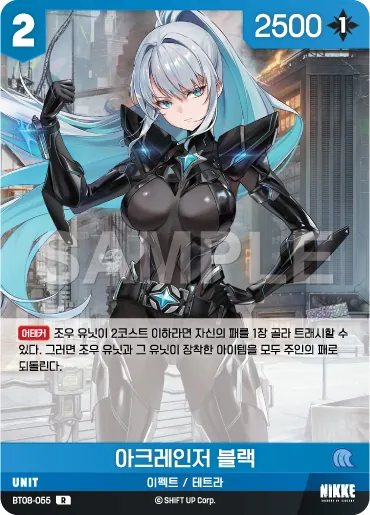 2
2500 1
SAMPLE
어태커 조우 유닛이 2코스트 이하라면 자신의 패를 1장 골라 트래시할 수
있다. 그러면 조우 유닛과 그 유닛이 장착한 아이템을 모두 주인의 패로
되돌린다.
아크레인저 블랙
UNIT
이펙트 / 테트라
NIKKE
BT08-055 R
© SHIFT UP Corp.